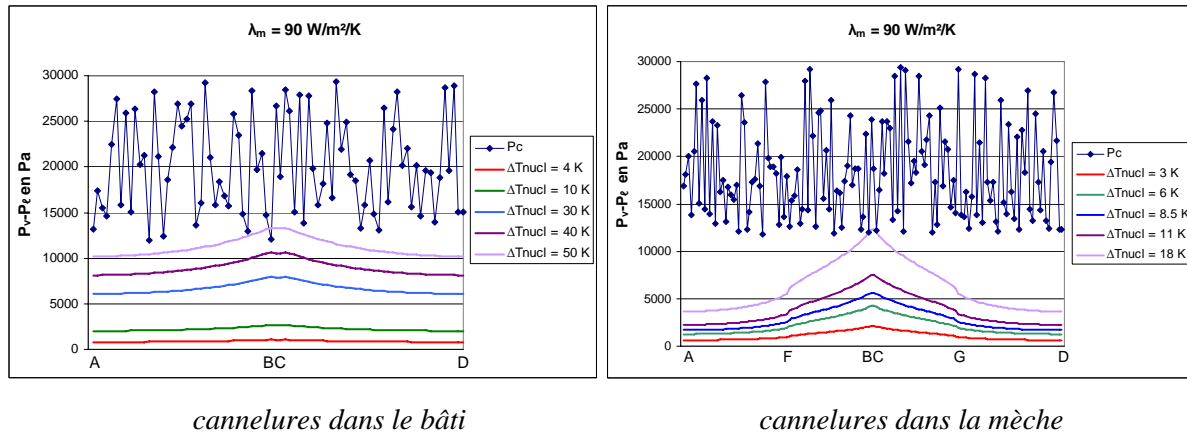 λm = 90 W/m²/K
Pv-Pℓ en Pa
30000
25000
20000
15000
10000
5000
0
A
BC
D
Pc
ΔTnucl = 4 K
ΔTnucl = 10 K
ΔTnucl = 30 K
ΔTnucl = 40 K
ΔTnucl = 50 K
cannelures dans le bâti
λm = 90 W/m²/K
Pv-Pℓ en Pa
30000
25000
20000
15000
10000
5000
0
A
F
BC
G
D
Pc
ΔTnucl = 3 K
ΔTnucl = 6 K
ΔTnucl = 8.5 K
ΔTnucl = 11 K
ΔTnucl = 18 K
cannelures dans la mèche